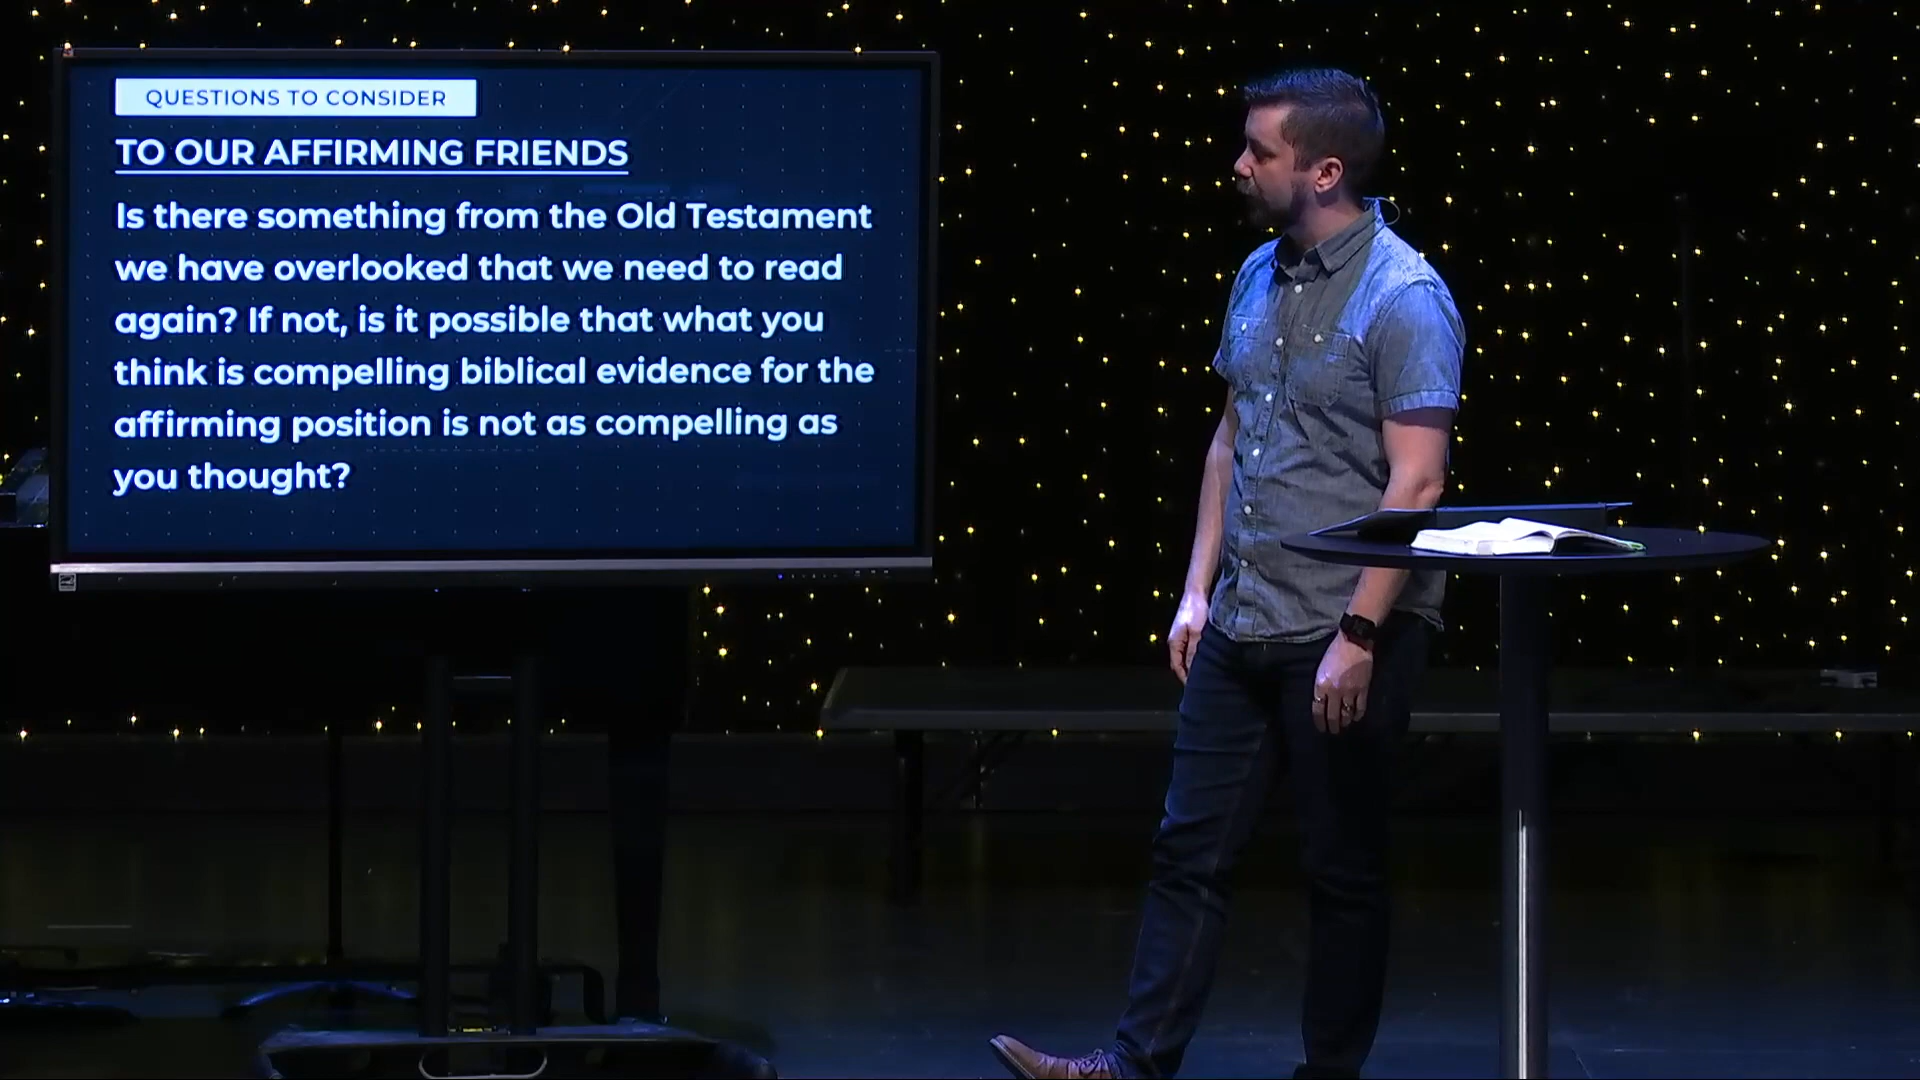 QUESTIONS TO CONSIDER
TO OUR AFFIRMING FRIENDS
Is there something from the Old Testament
we have overlooked that we need to read
again? If not, is it possible that what you
think is compelling biblical evidence for the
affirming position is not as compelling as
you thought?